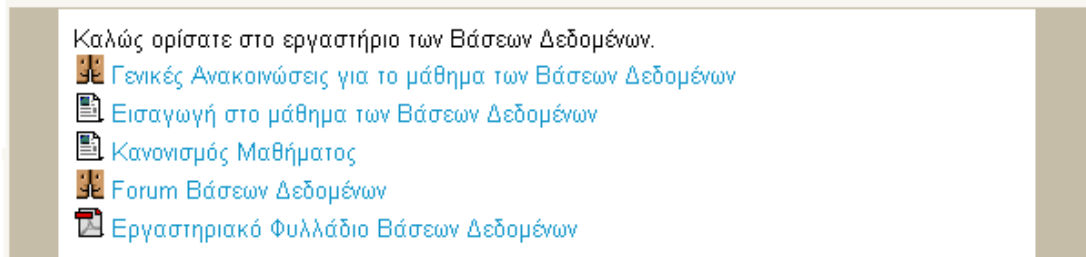 Καλώς ορίσατε στο εργαστήριο των Βάσεων Δεδομένων.
Γενικές Ανακοινώσεις για το μάθημα των Βάσεων Δεδομένων
Εισαγωγή στο μάθημα των Βάσεων Δεδομένων
Κανονισμός Μαθήματος
Forum Βάσεων Δεδομένων
Εργαστηριακό Φυλλάδιο Βάσεων Δεδομένων